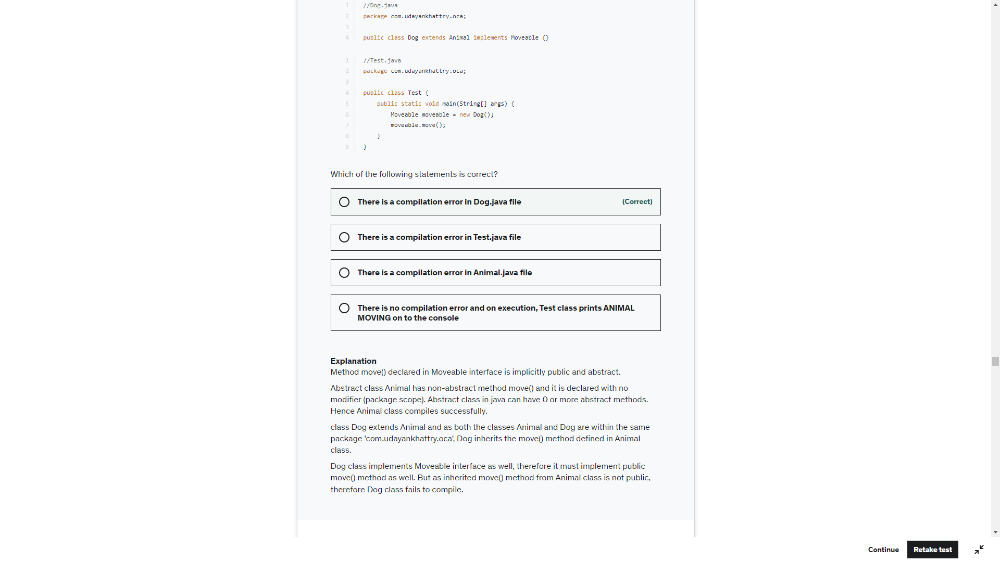 1 //Dog.java
2 package com.udayankhattry.oca;
3
4 public class Dog extends Animal implements Moveable {}
1 //Test.java
2 package com.udayankhattry.oca;
3
4 public class Test {
5 public static void main(String[] args) {
6 Moveable moveable = new Dog();
7 moveable.move();
8 }
9 }
Which of the following statements is correct?
There is a compilation error in Dog.java file (Correct)
There is a compilation error in Test.java file
There is a compilation error in Animal.java file
There is no compilation error and on execution, Test class prints ANIMAL
MOVING on to the console
Explanation
Method move() declared in Moveable interface is implicitly public and abstract.
Abstract class Animal has non-abstract method move() and it is declared with no
modifier (package scope). Abstract class in java can have 0 or more abstract methods.
Hence Animal class compiles successfully.
class Dog extends Animal and as both the classes Animal and Dog are within the same
package 'com.udayankhattry.oca', Dog inherits the move() method defined in Animal
class.
Dog class implements Moveable interface as well, therefore it must implement public
move() method as well. But as inherited move() method from Animal class is not public,
therefore Dog class fails to compile.
Continue Retake test